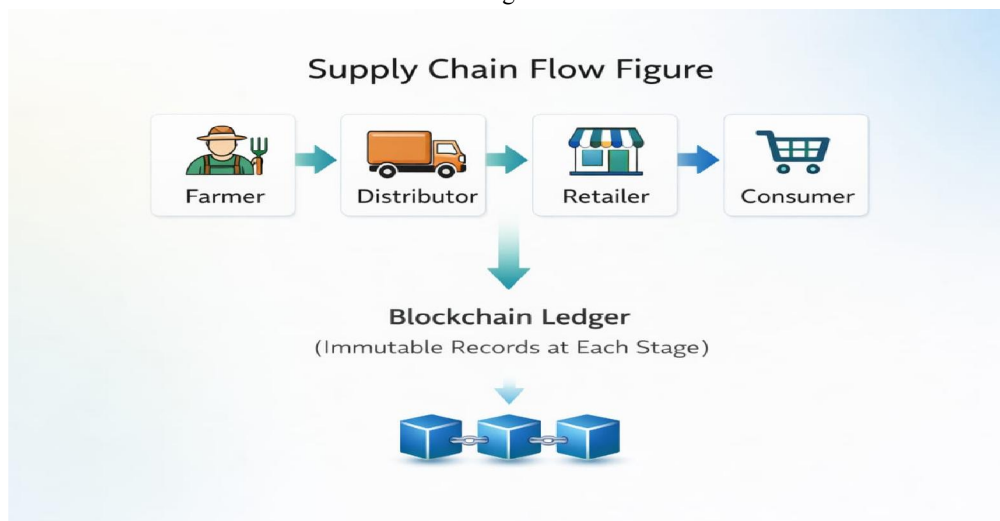 Supply Chain Flow Figure
Farmer
Distributor
Retailer
Consumer
Blockchain Ledger
(Immutable Records at Each Stage)